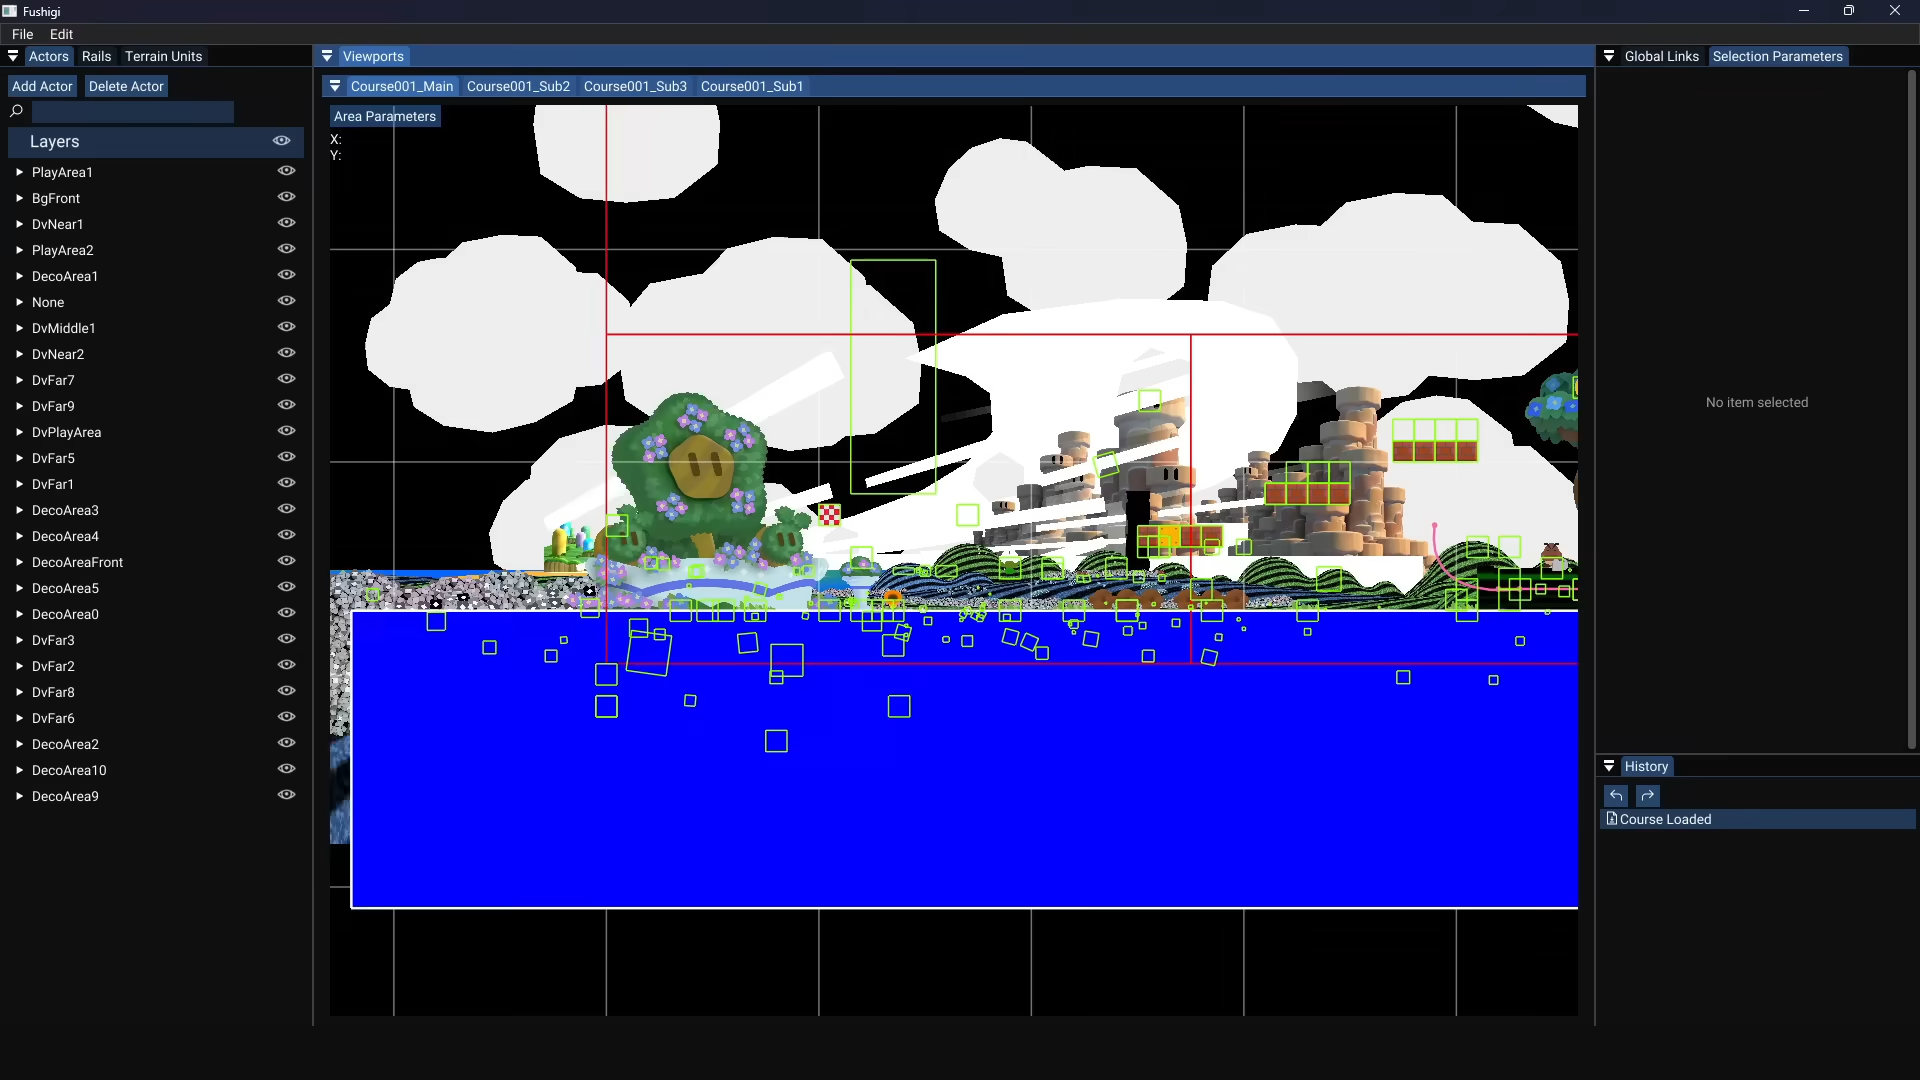 Fushigi
File Edit
Actors Rails Terrain Units
Add Actor Delete Actor
Layers
PlayArea1
BgFront
DvNear1
PlayArea2
DecoArea1
None
DvMiddle1
DvNear2
DvFar7
DvFar9
DvPlayArea
DvFar5
DvFar1
DecoArea3
DecoArea4
DecoAreaFront
DecoArea5
DecoArea0
DvFar3
DvFar2
DvFar8
DvFar6
DecoArea2
DecoArea10
DecoArea9
Viewports
Course001_Main Course001_Sub2 Course001_Sub3 Course001_Sub1
Area Parameters
X:
Y:
Global Links Selection Parameters
No item selected
History
Course Loaded